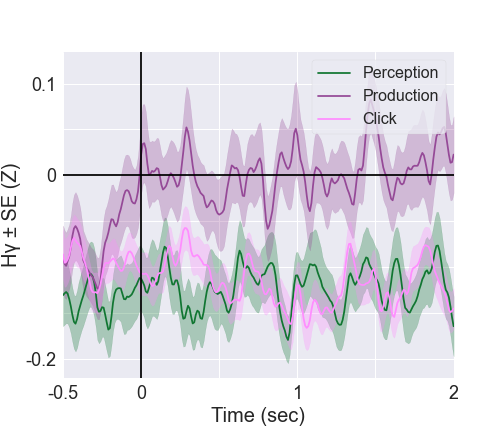 Perception
Production
Click
0.1
0
-0.2
Hγ ± SE (Z)
-0.5
0
1
2
Time (sec)